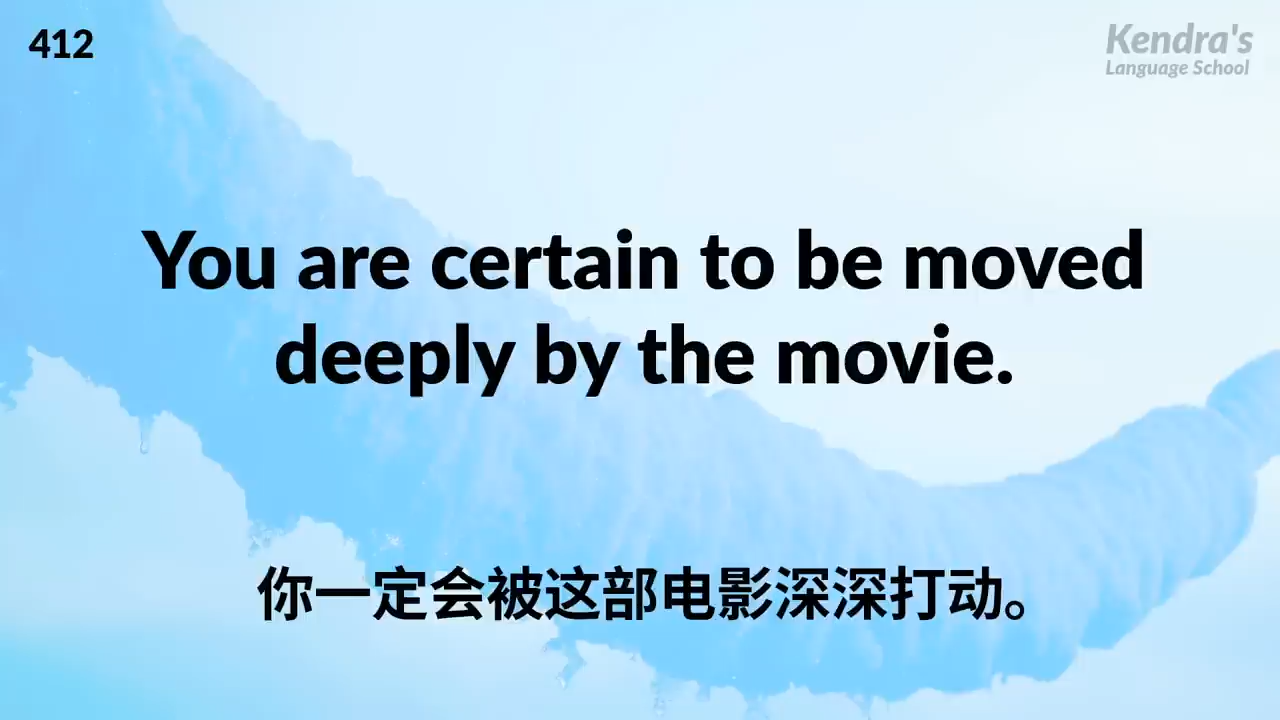 412
Kendra's
Language School
You are certain to be moved
deeply by the movie.
你一定会被这部电影深深打动。